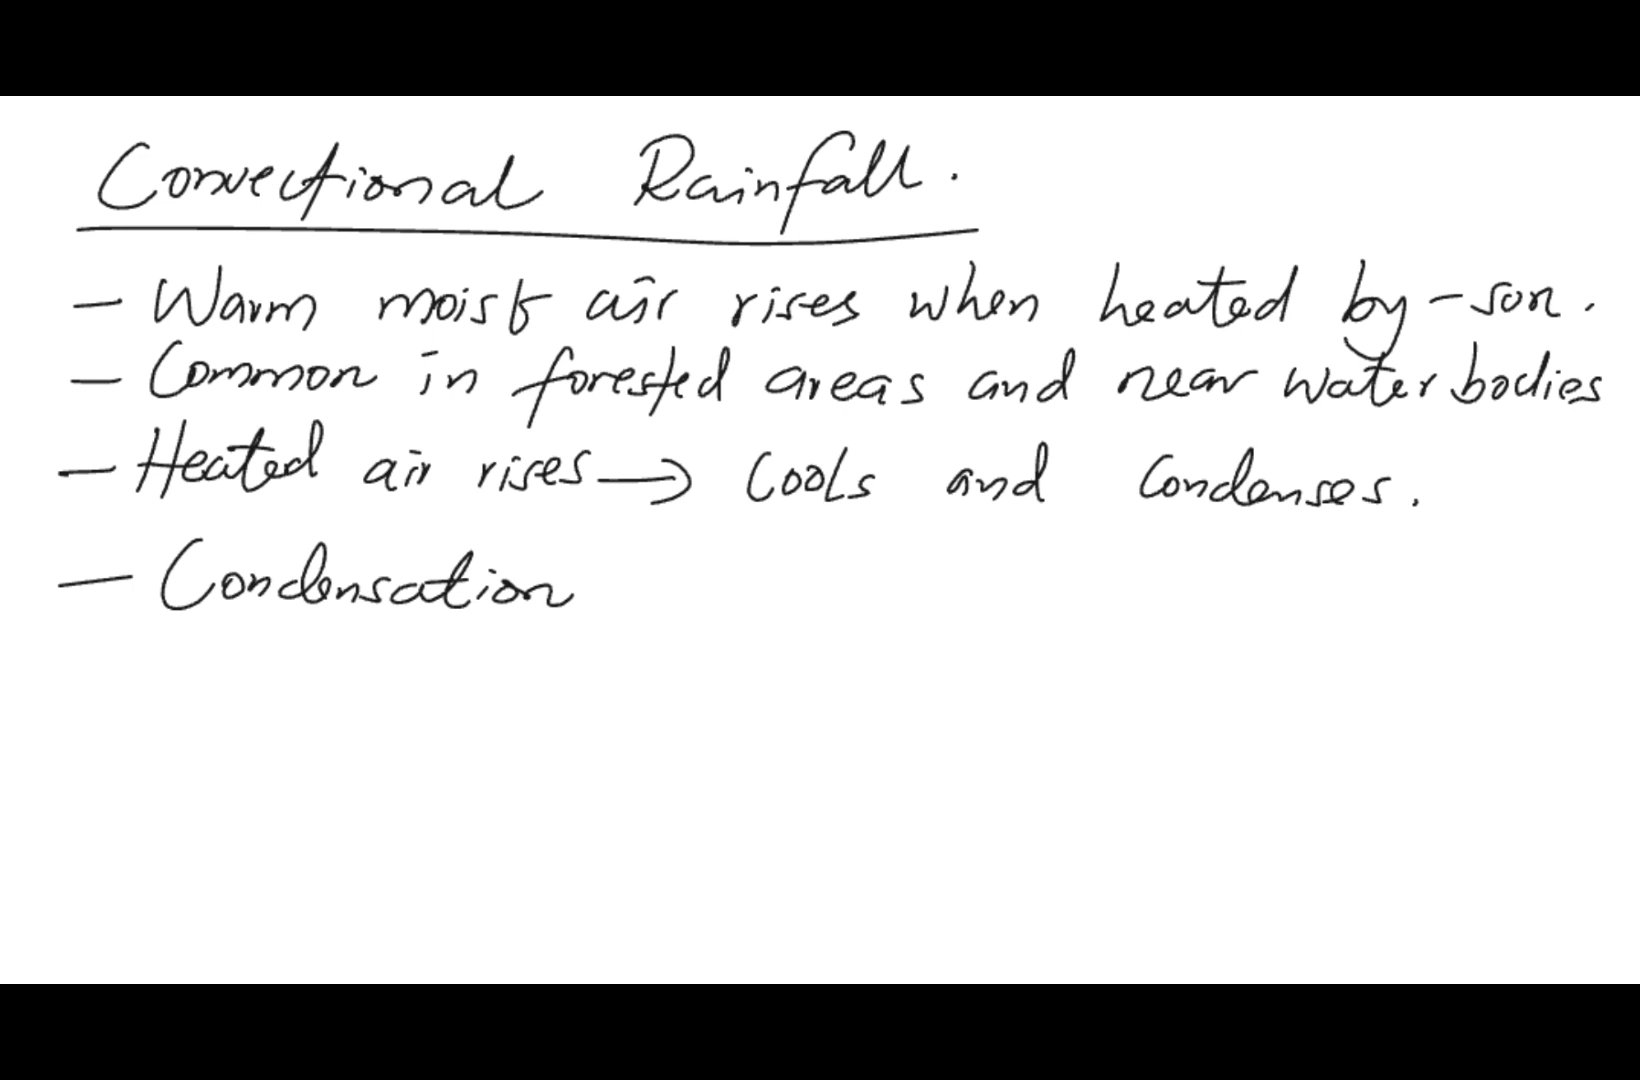 Convectional Rainfall.
- Warm moist air rises when heated by - sun.
- Common in forested areas and near water bodies
- Heated air rises → Cools and Condenses.
- Condensation